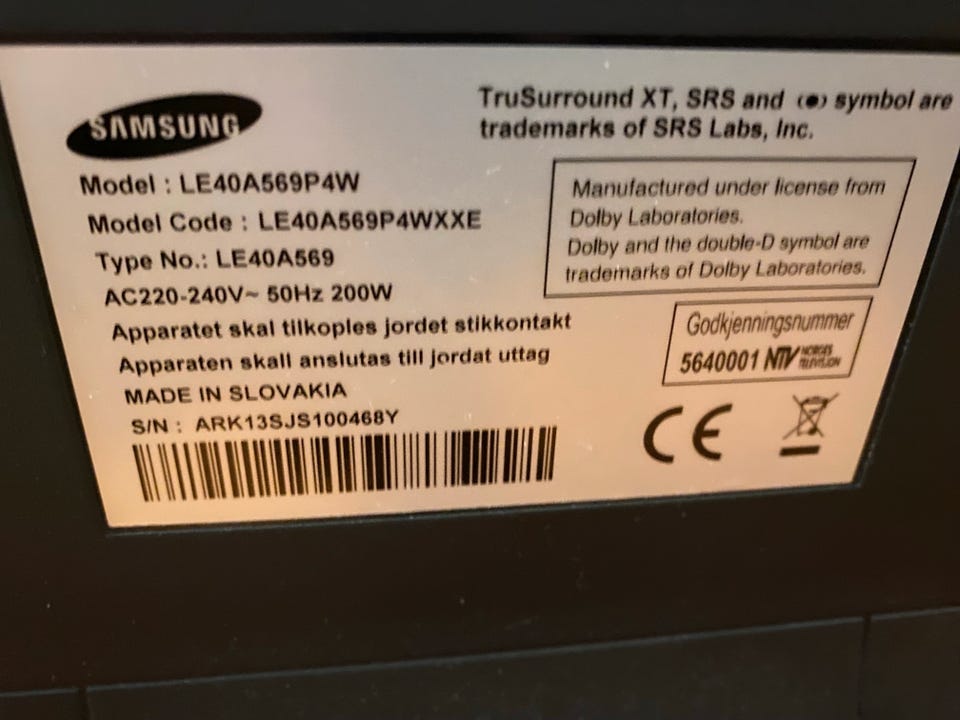 SAMSUNG
TruSurround XT, SRS and (●) symbol are
trademarks of SRS Labs, Inc.
Model : LE40A569P4W
Model Code : LE40A569P4WXXE
Type No.: LE40A569
AC220-240V~ 50Hz 200W
Apparatet skal tilkoples jordet stikkontakt
Apparaten skall anslutas till jordat uttag
MADE IN SLOVAKIA
S/N : ARK13SJS100468Y
Manufactured under license from
Dolby Laboratories.
Dolby and the double-D symbol are
trademarks of Dolby Laboratories.
Godkjenningsnummer
5640001 NTV NORGES
TELEVISJON
CE